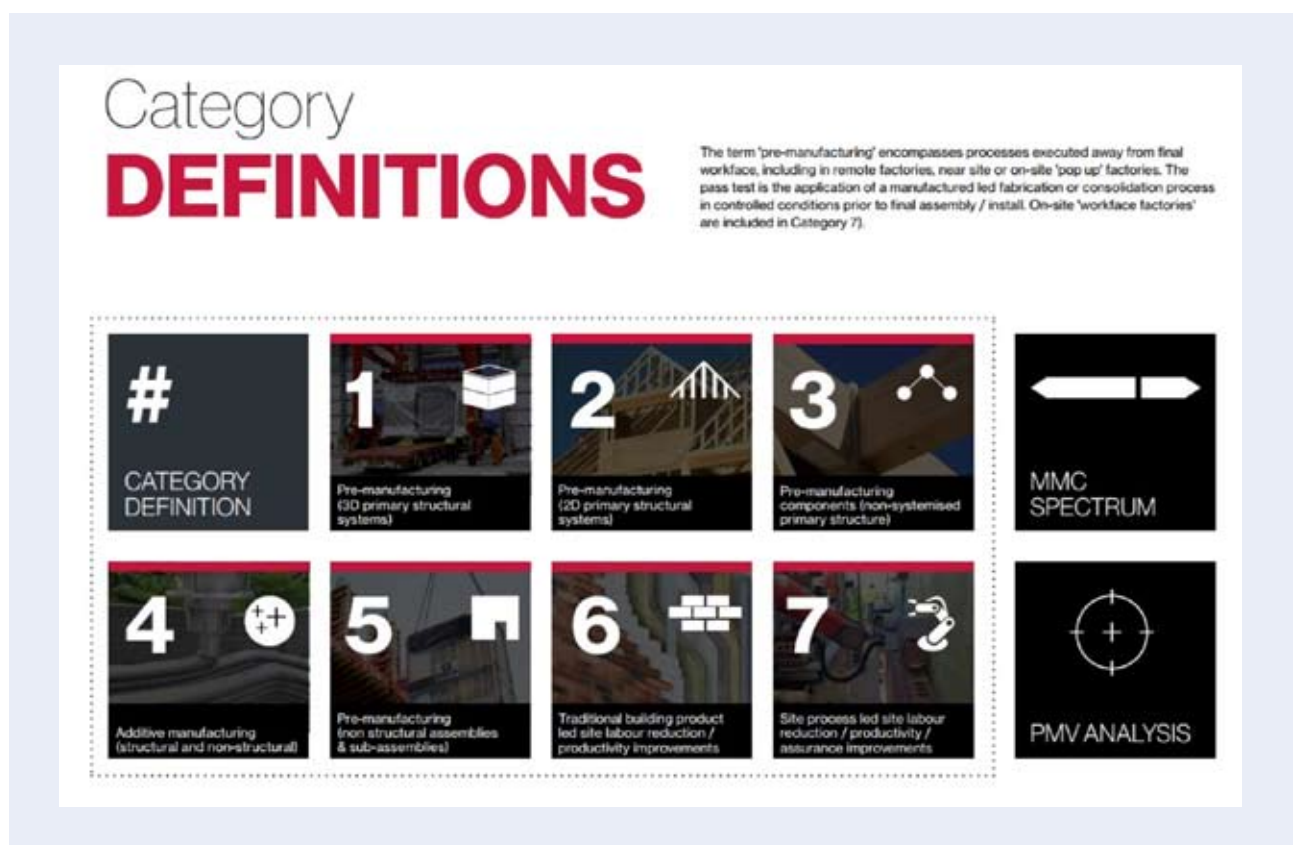 Category
DEFINITIONS
The term 'pre-manufacturing' encompasses processes executed away from final
workface, including in remote factories, near site or on-site 'pop up' factories. The
pass test is the application of a manufactured led fabrication or consolidation process
in controlled conditions prior to final assembly / install. On-site 'workface factories'
are included in Category 7).
#
CATEGORY
DEFINITION
1
Pre-manufacturing
(3D primary structural
systems)
2
Pre-manufacturing
(2D primary structural
systems)
3
Pre-manufacturing
components (non-systemised
primary structure)
MMC
SPECTRUM
4
Additive manufacturing
(structural and non-structural)
5
Pre-manufacturing
(non structural assemblies
& sub-assemblies)
6
Traditional building product
led site labour reduction /
productivity improvements
7
Site process led site labour
reduction / productivity /
assurance improvements
PMV ANALYSIS